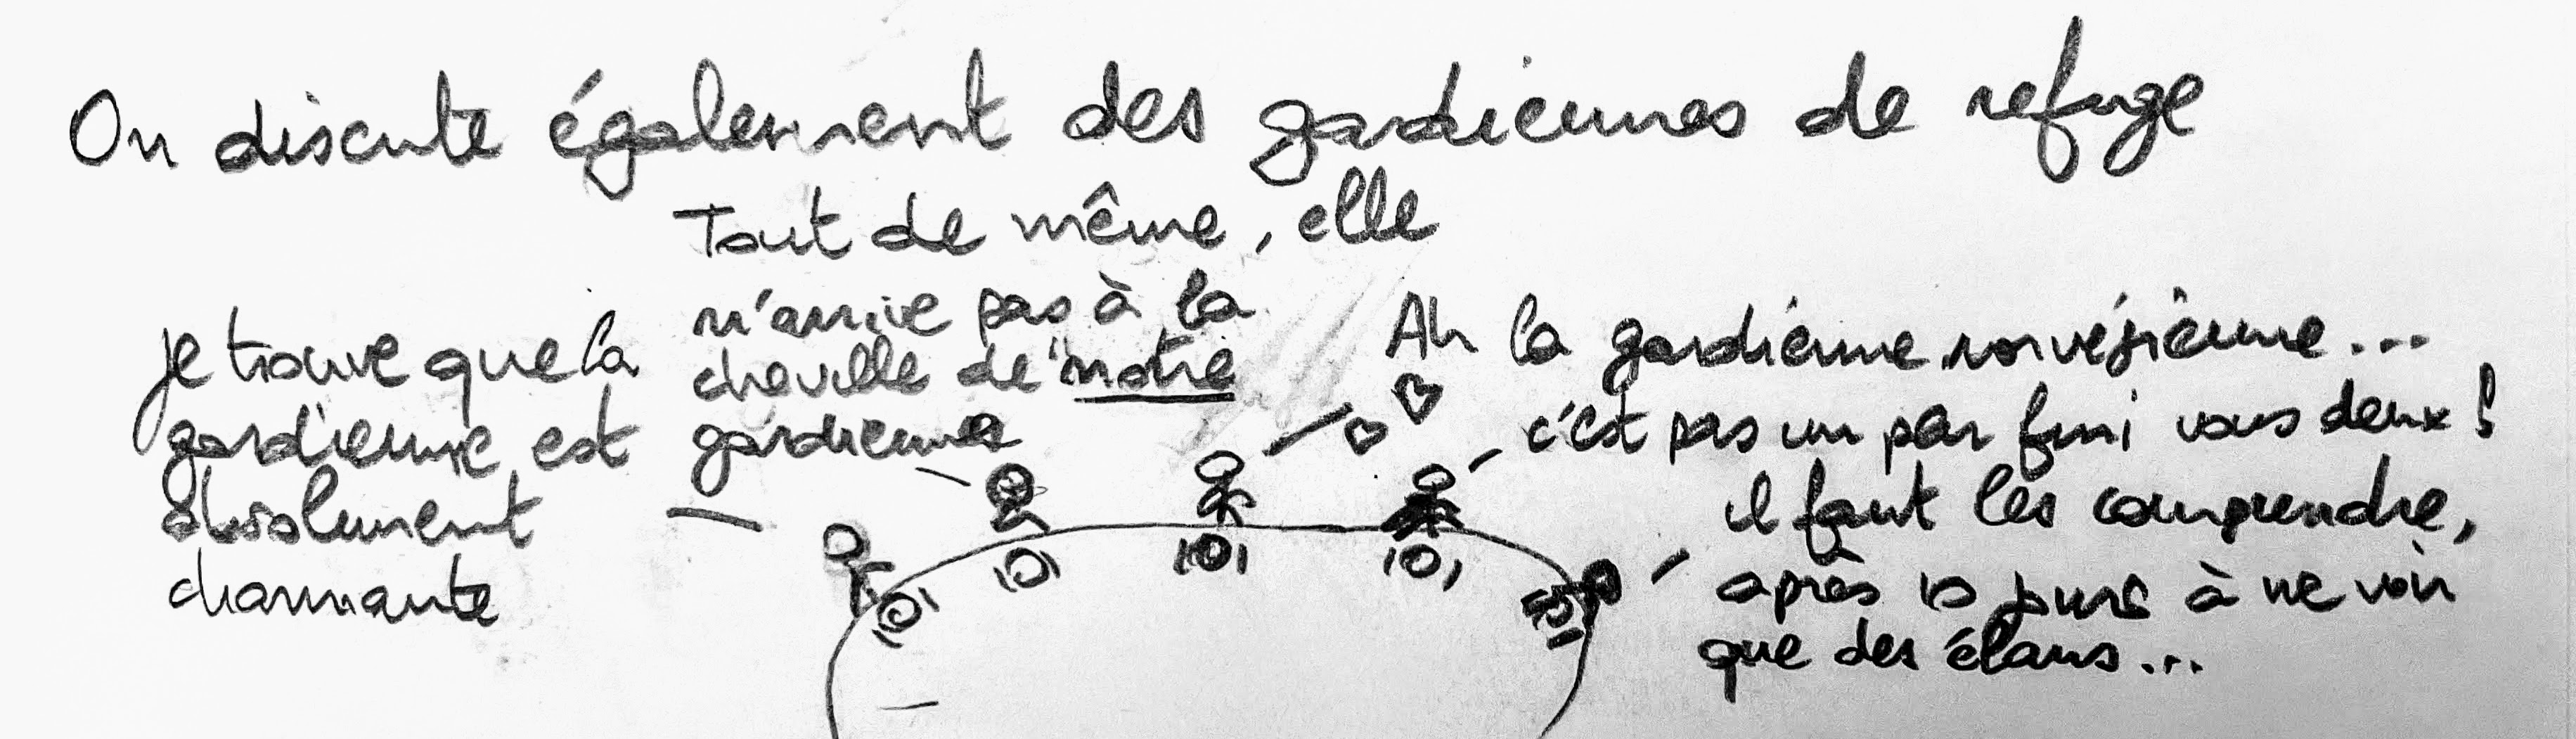 On discute également des gardiennes de refuge
je trouve que la
gardienne est
absolument
charmante
Tout de même, elle
n'arrive pas à la
cheville de "notre
gardienne
Ah la gardienne norvégienne...
c'est pas un peu fini vous deux !
il faut les comprendre,
après 10 jours à ne voir
que des élans...